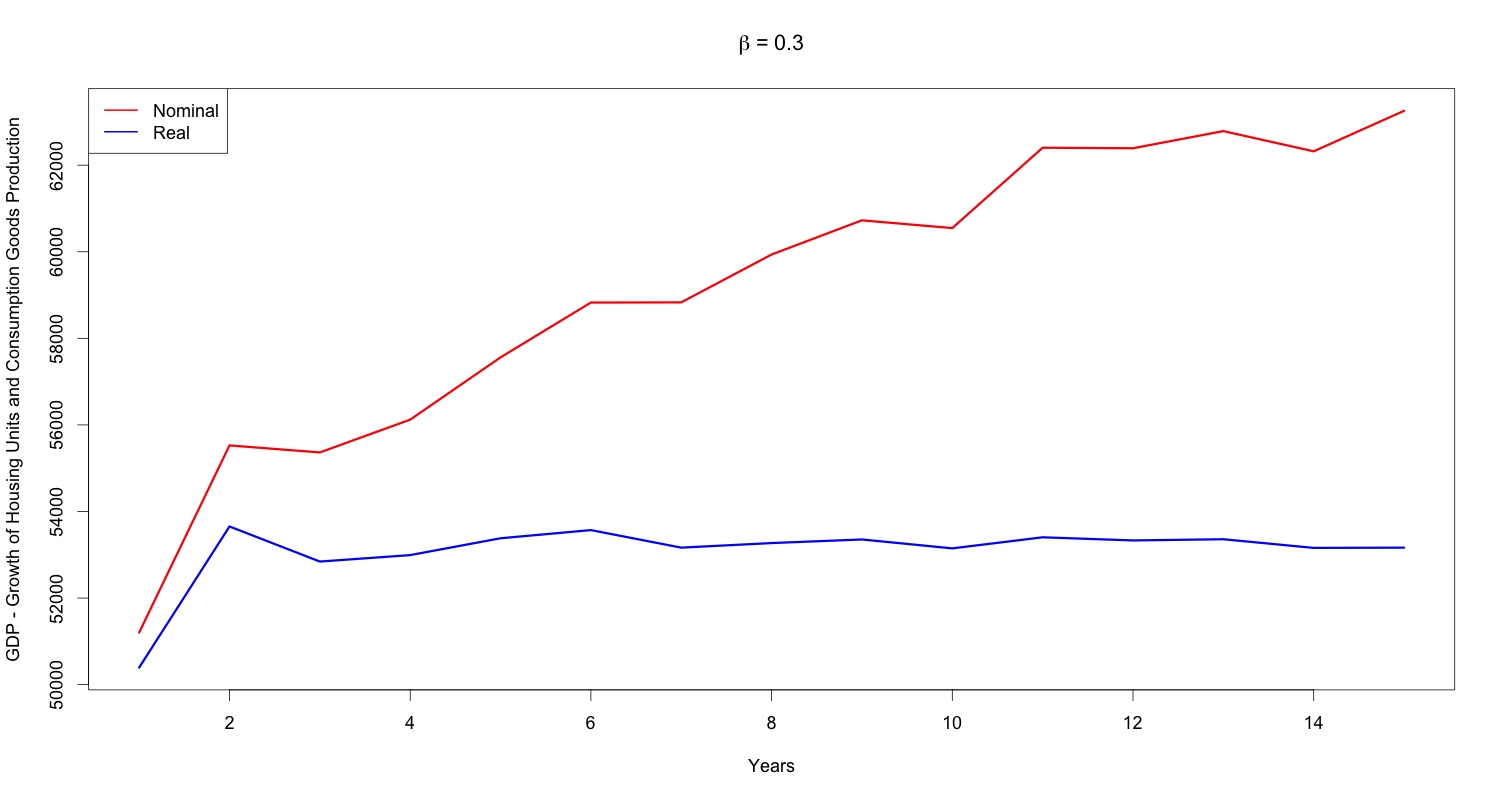 β = 0.3
Nominal
Real
GDP - Growth of Housing Units and Consumption Goods Production
62000
60000
58000
56000
54000
52000
50000
2 4 6 8 10 12 14
Years